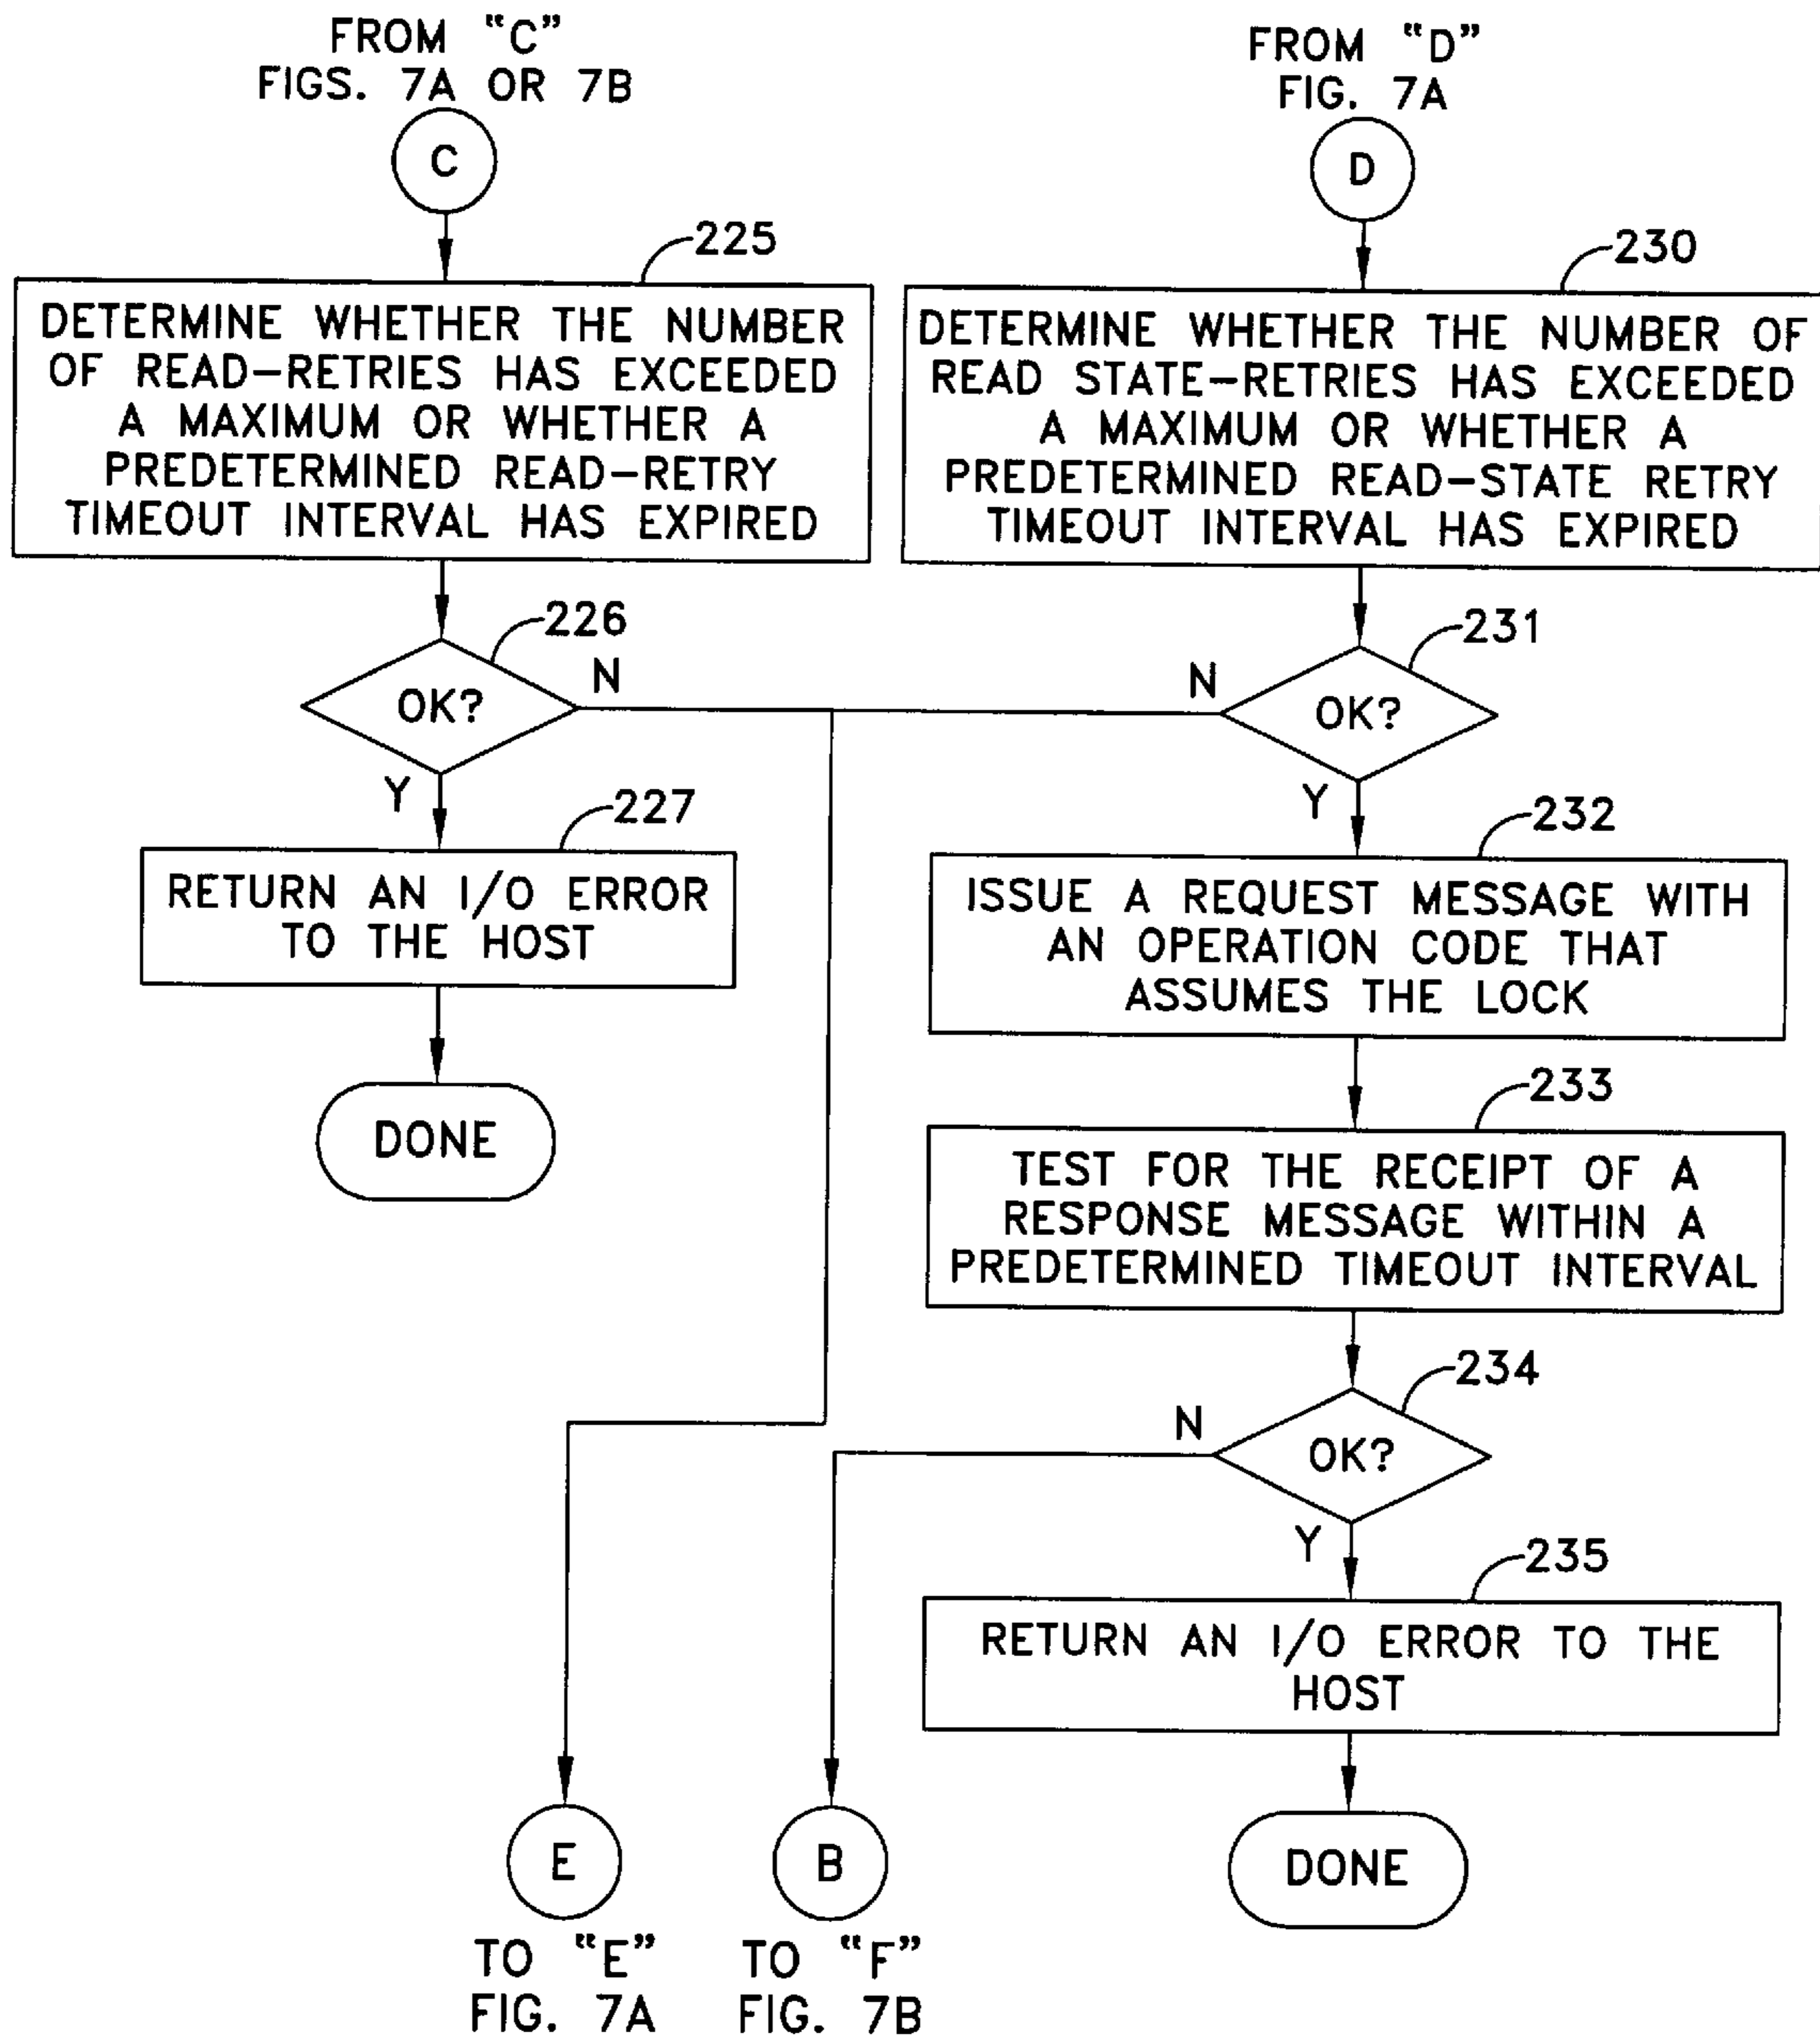 FROM "C"
FIGS. 7A OR 7B
C
225
DETERMINE WHETHER THE NUMBER
OF READ-RETRIES HAS EXCEEDED
A MAXIMUM OR WHETHER A
PREDETERMINED READ-RETRY
TIMEOUT INTERVAL HAS EXPIRED
226
OK?
N
Y
227
RETURN AN I/O ERROR
TO THE HOST
DONE
FROM "D"
FIG. 7A
D
230
DETERMINE WHETHER THE NUMBER OF
READ STATE-RETRIES HAS EXCEEDED
A MAXIMUM OR WHETHER A
PREDETERMINED READ-STATE RETRY
TIMEOUT INTERVAL HAS EXPIRED
231
N
OK?
Y
232
ISSUE A REQUEST MESSAGE WITH
AN OPERATION CODE THAT
ASSUMES THE LOCK
233
TEST FOR THE RECEIPT OF A
RESPONSE MESSAGE WITHIN A
PREDETERMINED TIMEOUT INTERVAL
234
N
OK?
Y
235
RETURN AN I/O ERROR TO THE
HOST
DONE
E
TO "E"
FIG. 7A
B
TO "F"
FIG. 7B